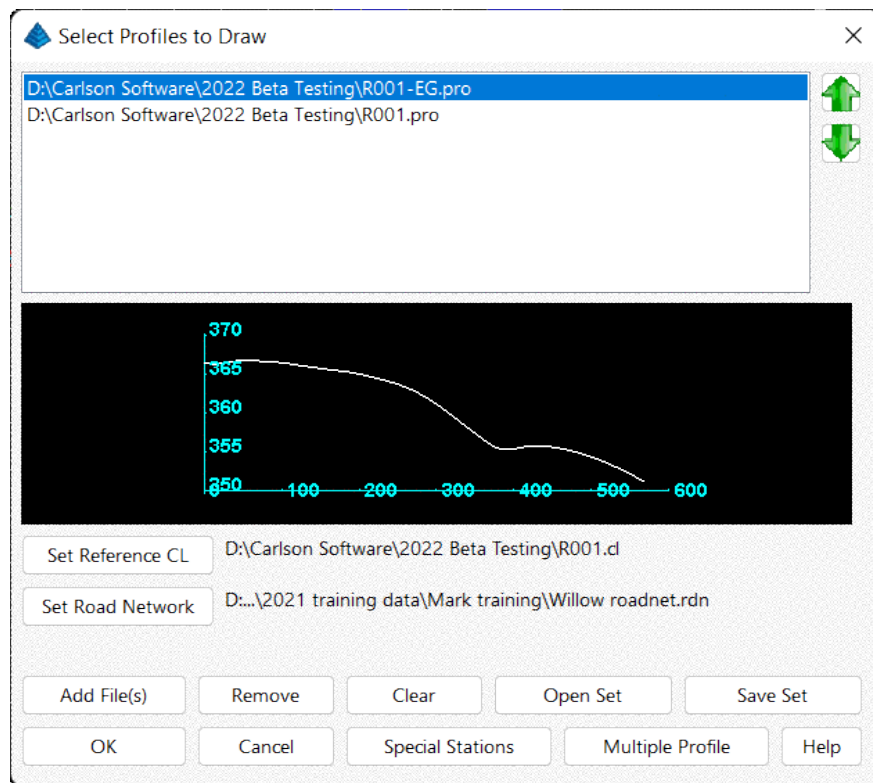 Select Profiles to Draw
D:\Carlson Software\2022 Beta Testing\R001-EG.pro
D:\Carlson Software\2022 Beta Testing\R001.pro
370
365
360
355
350
0 100 200 300 400 500 600
Set Reference CL D:\Carlson Software\2022 Beta Testing\R001.cl
Set Road Network D:...\2021 training data\Mark training\Willow roadnet.rdn
Add File(s) Remove Clear Open Set Save Set
OK Cancel Special Stations Multiple Profile Help